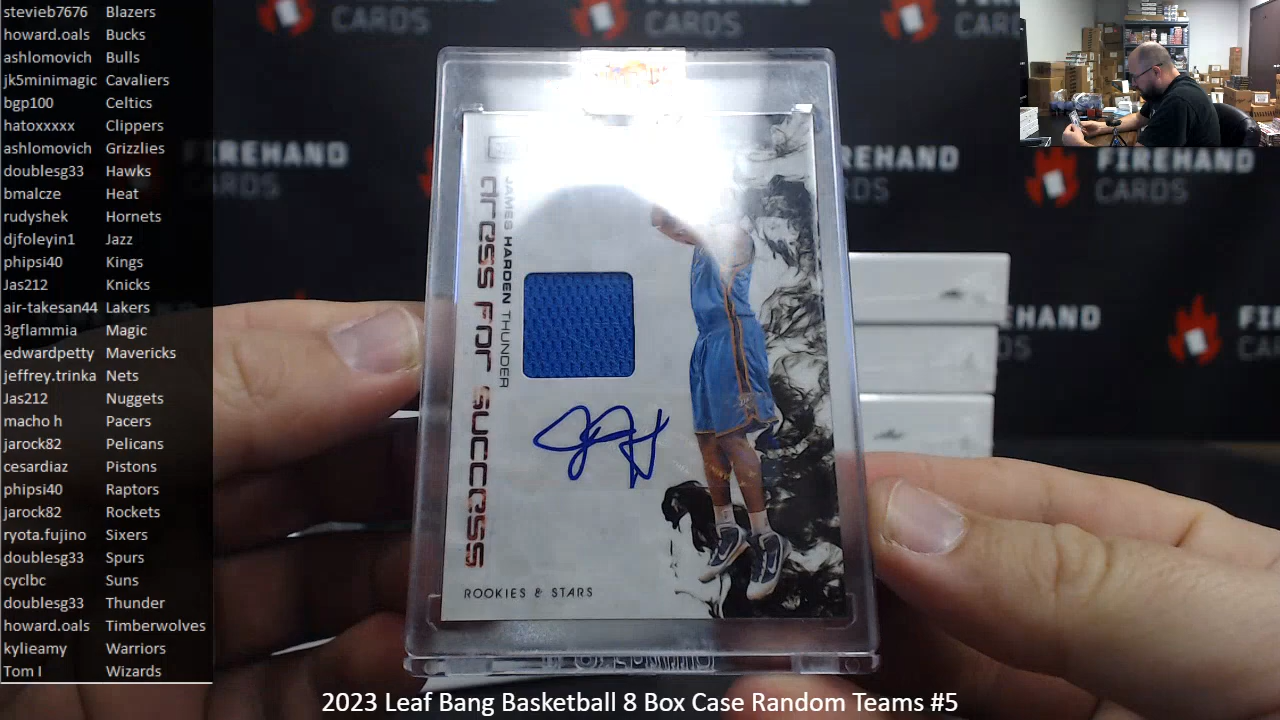 stevieb7676 Blazers
howard.oals Bucks
ashlomovich Bulls
jk5minimagic Cavaliers
bgp100 Celtics
hatoxxxxx Clippers
ashlomovich Grizzlies
doublesg33 Hawks
bmalcze Heat
rudyshek Hornets
djfoleyin1 Jazz
phipsi40 Kings
Jas212 Knicks
air-takesan44 Lakers
3gflammia Magic
edwardpetty Mavericks
jeffrey.trinka Nets
Jas212 Nuggets
macho h Pacers
jarock82 Pelicans
cesardiaz Pistons
phipsi40 Raptors
jarock82 Rockets
ryota.fujino Sixers
doublesg33 Spurs
cyclbc Suns
doublesg33 Thunder
howard.oals Timberwolves
kylieamy Warriors
Tom I Wizards
CARDS
FIREHAND
CARDS
FIREHAND
CARDS
JAMES HARDEN THUNDER
DRESS FOR SUCCESS
ROOKIES & STARS
2023 Leaf Bang Basketball 8 Box Case Random Teams #5